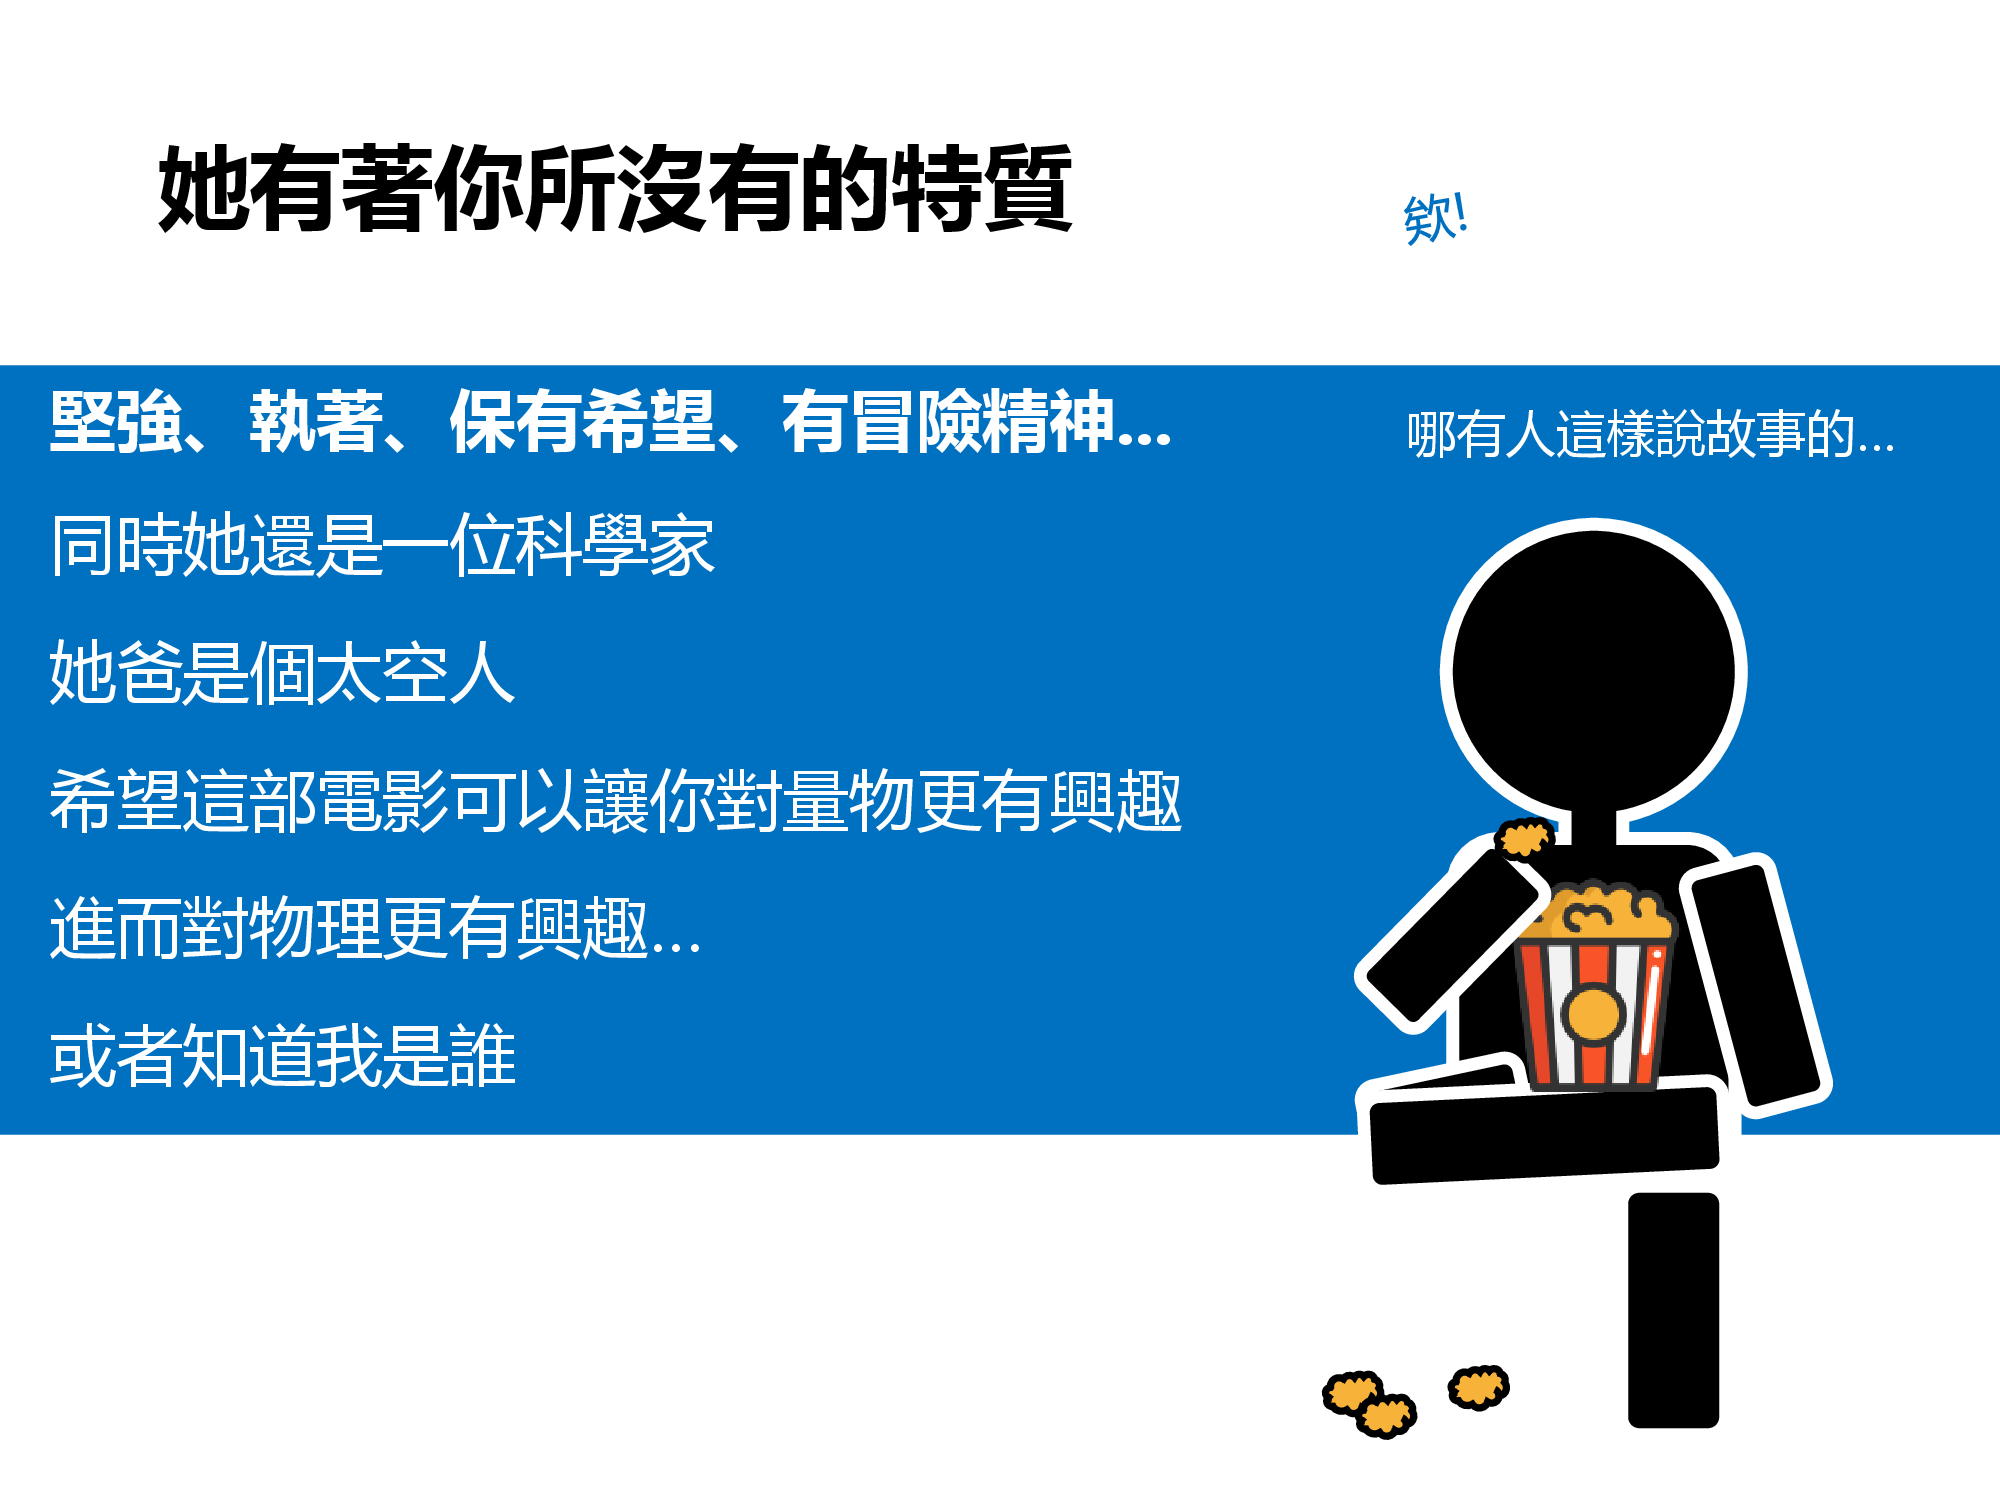 她有著你所沒有的特質
欸!
堅強、執著、保有希望、有冒險精神...
哪有人這樣說故事的...
同時她還是一位科學家
她爸是個太空人
希望這部電影可以讓你對量物更有興趣
進而對物理更有興趣...
或者知道我是誰